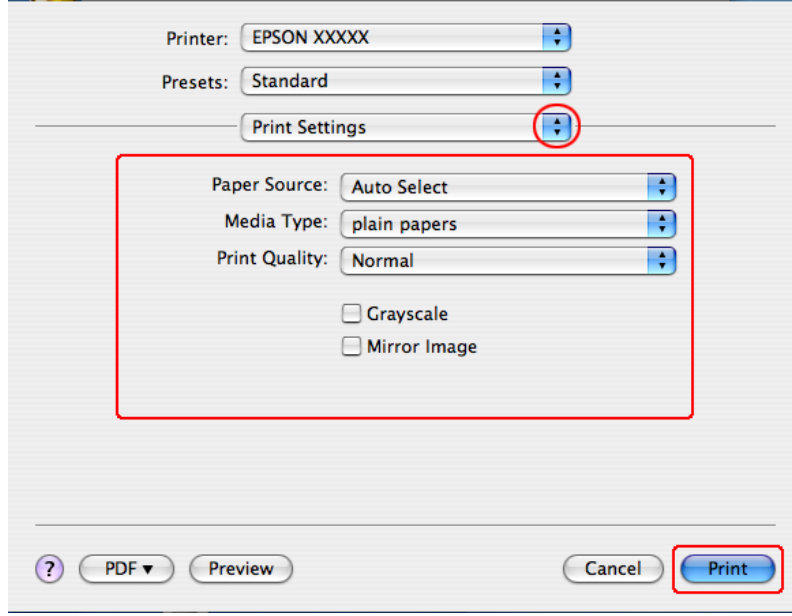 Printer: EPSON XXXXX
Presets: Standard
Print Settings
Paper Source: Auto Select
Media Type: plain papers
Print Quality: Normal
Grayscale
Mirror Image
? PDF▼ Preview Cancel Print